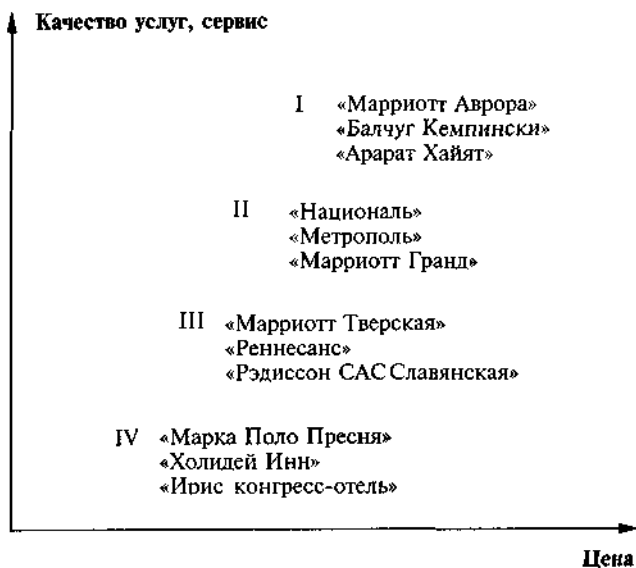 Качество услуг, сервис
I «Марриотт Аврора»
«Балчуг Кемпински»
«Арарат Хайят»
II «Националь»
«Метрополь»
«Марриотт Гранд»
III «Марриотт Тверская»
«Реннесанс»
«Рэдиссон САС Славянская»
IV «Марка Поло Пресня»
«Холидей Инн»
«Ирис конгресс-отель»
Цена